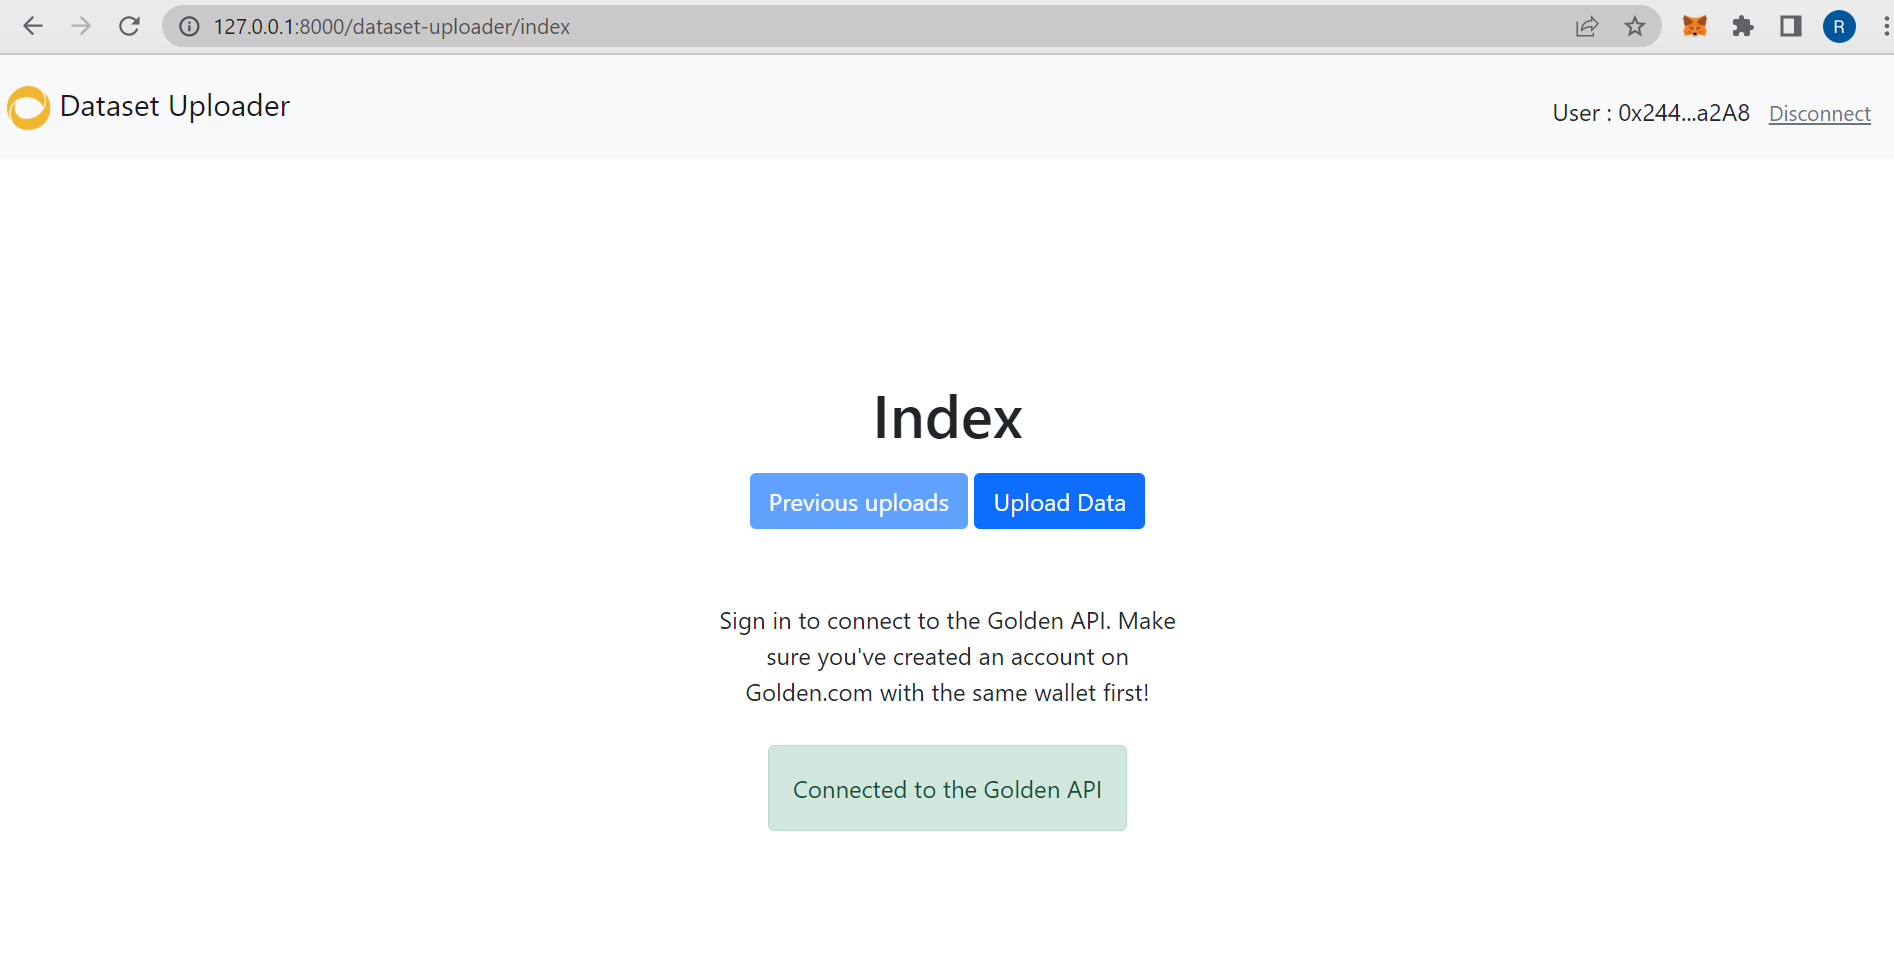 127.0.0.1:8000/dataset-uploader/index
R
Dataset Uploader
User : 0x244...a2A8 Disconnect
Index
Previous uploads Upload Data
Sign in to connect to the Golden API. Make
sure you've created an account on
Golden.com with the same wallet first!
Connected to the Golden API